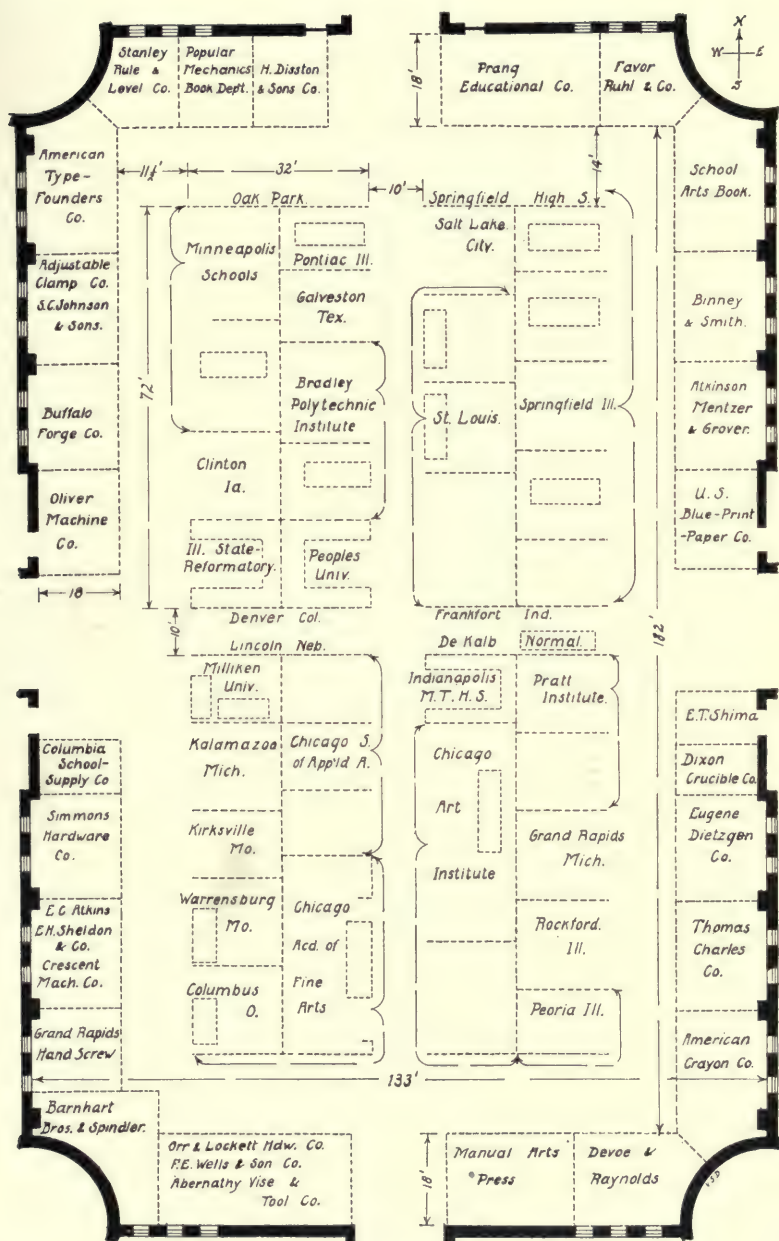 Stanley
Rule &
Level Co.
Popular
Mechanics
Book Dept.
H. Disston
& Sons Co.
18'
Prang
Educational Co.
Favor
Ruhl & Co.
N
W E
S
American
Type-
Founders
Co.
11½'
32'
10'
14'
School
Arts Book.
Oak Park.
Springfield High S.
Minneapolis
Schools
Pontiac Ill.
Salt Lake
City.
Adjustable
Clamp Co.
S.C. Johnson
& Sons.
Galveston
Tex.
Binney
& Smith.
72'
Bradley
Polytechnic
Institute
St. Louis.
Springfield Ill.
Buffalo
Forge Co.
Atkinson
Mentzer
& Grover.
Clinton
Ia.
Oliver
Machine
Co.
U. S.
Blue-Print
-Paper Co.
Ill. State-
Reformatory.
Peoples
Univ.
18
10'
Denver Col.
Frankfort Ind.
182'
Lincoln Neb.
De Kalb Normal.
Milliken
Univ.
Indianapolis
M. T. H. S.
Pratt
Institute.
E.T. Shima
Columbia
School-
Supply Co
Kalamazoo
Mich.
Chicago S.
of App'ld A.
Chicago
Art
Institute
Dixon
Crucible Co.
Simmons
Hardware
Co.
Kirksville
Mo.
Grand Rapids
Mich.
Eugene
Dietzgen
Co.
E.C. Atkins
E.H. Sheldon
& Co.
Crescent
Mach. Co.
Warrensburg
Mo.
Chicago
Acd. of
Fine
Arts
Rockford.
Ill.
Thomas
Charles
Co.
Columbus
O.
Peoria Ill.
Grand Rapids
Hand Screw
American
Crayon Co.
133'
Barnhart
Bros. & Spindler.
Orr & Lockett Hdw. Co.
F.E. Wells & Son Co.
Abernathy Vise &
Tool Co.
18'
Manual Arts
Press
Devoe &
Raynolds